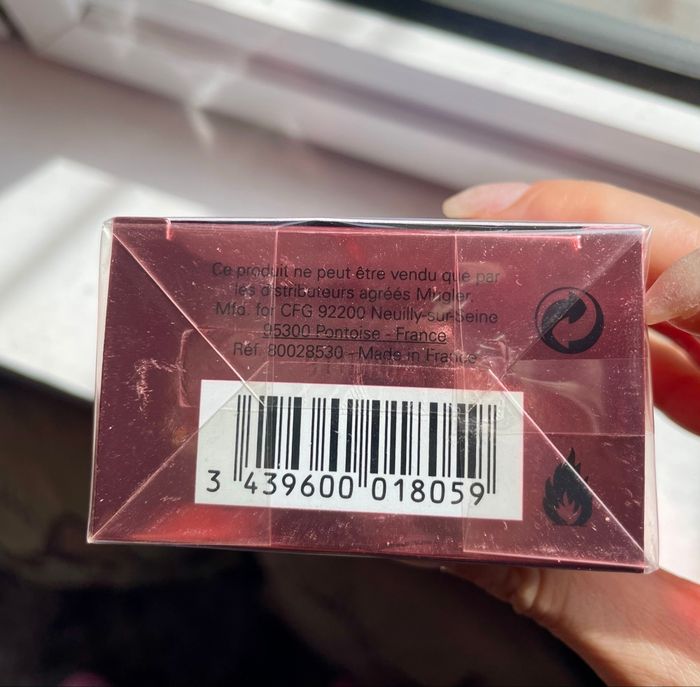 Ce produit ne peut être vendu que par
les distributeurs agréés Mugler.
Mfd. for CFG 92200 Neuilly-sur-Seine
95300 Pontoise - France
Réf. 80028530 - Made in France
3 439600 018059